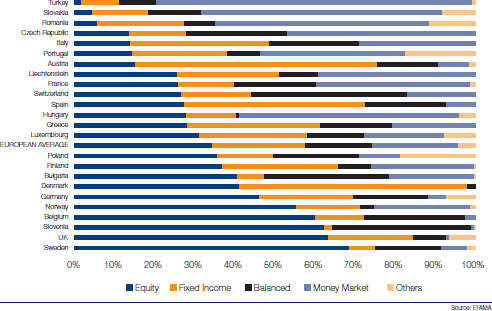 Turkey
Slovakia
Romania
Czech Republic
Italy
Portugal
Austria
Liechtenstein
France
Switzerland
Spain
Hungary
Greece
Luxembourg
EUROPEAN AVERAGE
Poland
Finland
Bulgaria
Denmark
Germany
Norway
Belgium
Slovenia
UK
Sweden
0% 10% 20% 30% 40% 50% 60% 70% 80% 90% 100%
Equity Fixed Income Balanced Money Market Others
Source: EFAMA